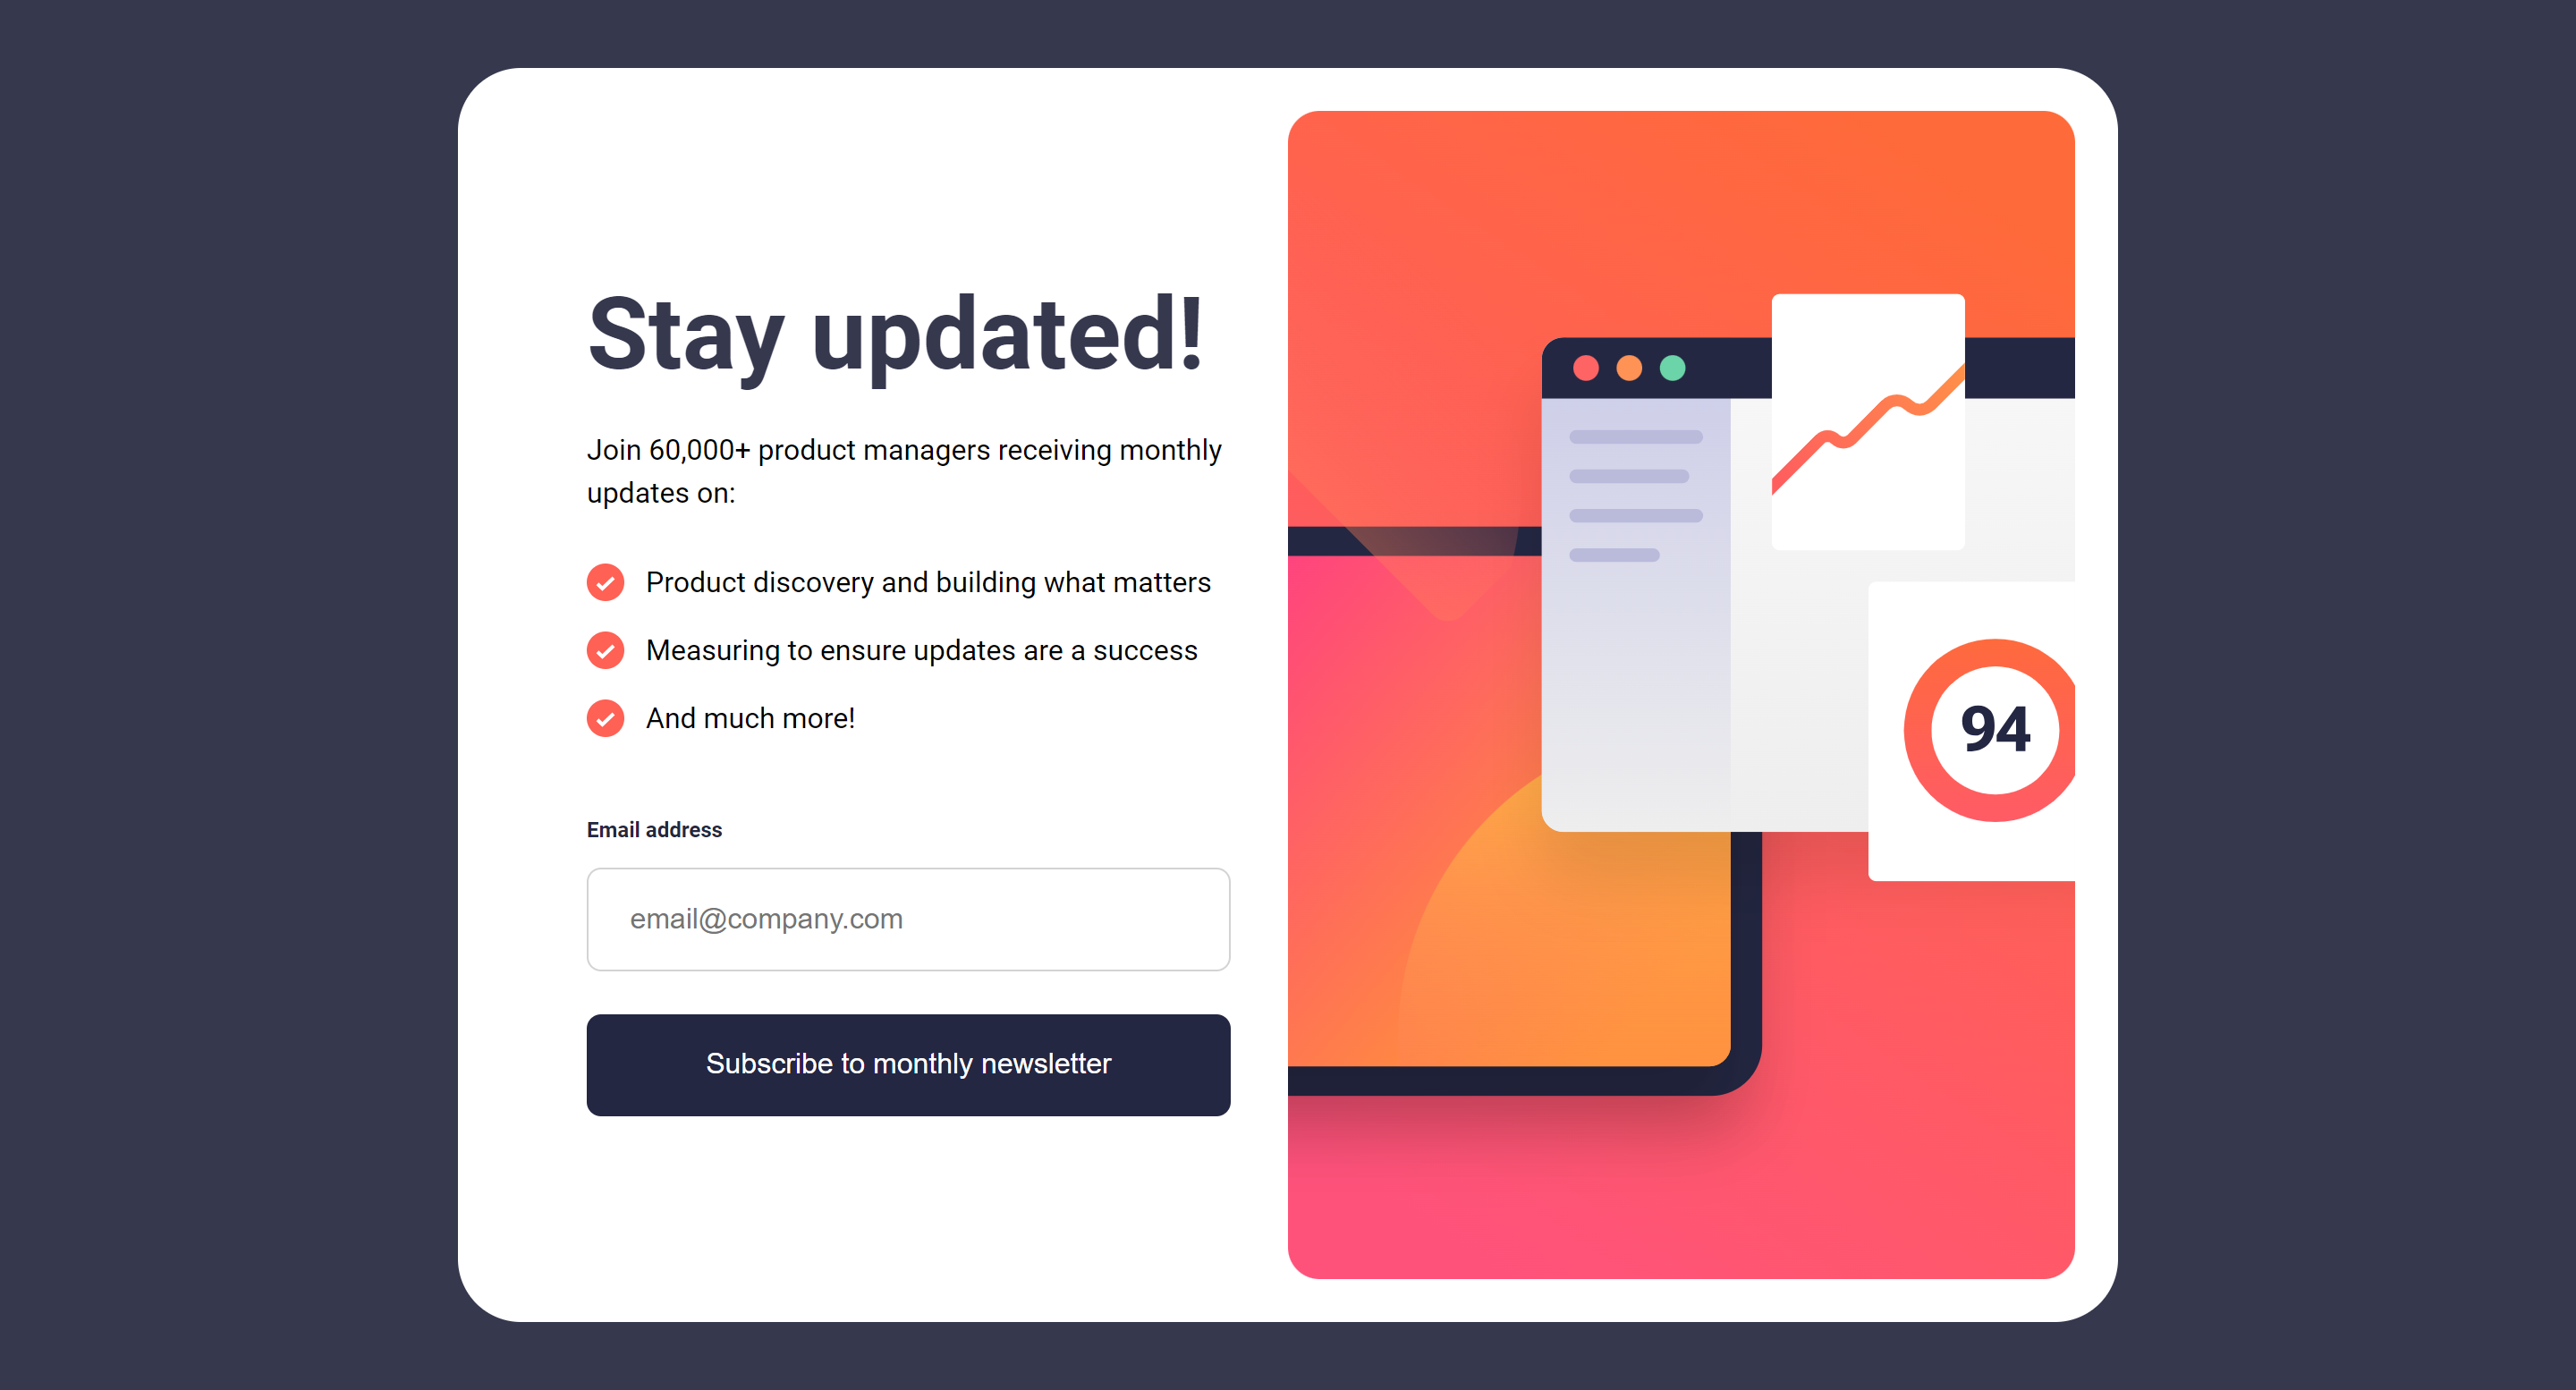 Stay updated!
Join 60,000+ product managers receiving monthly
updates on:
Product discovery and building what matters
Measuring to ensure updates are a success
And much more!
Email address
email@company.com
Subscribe to monthly newsletter
94